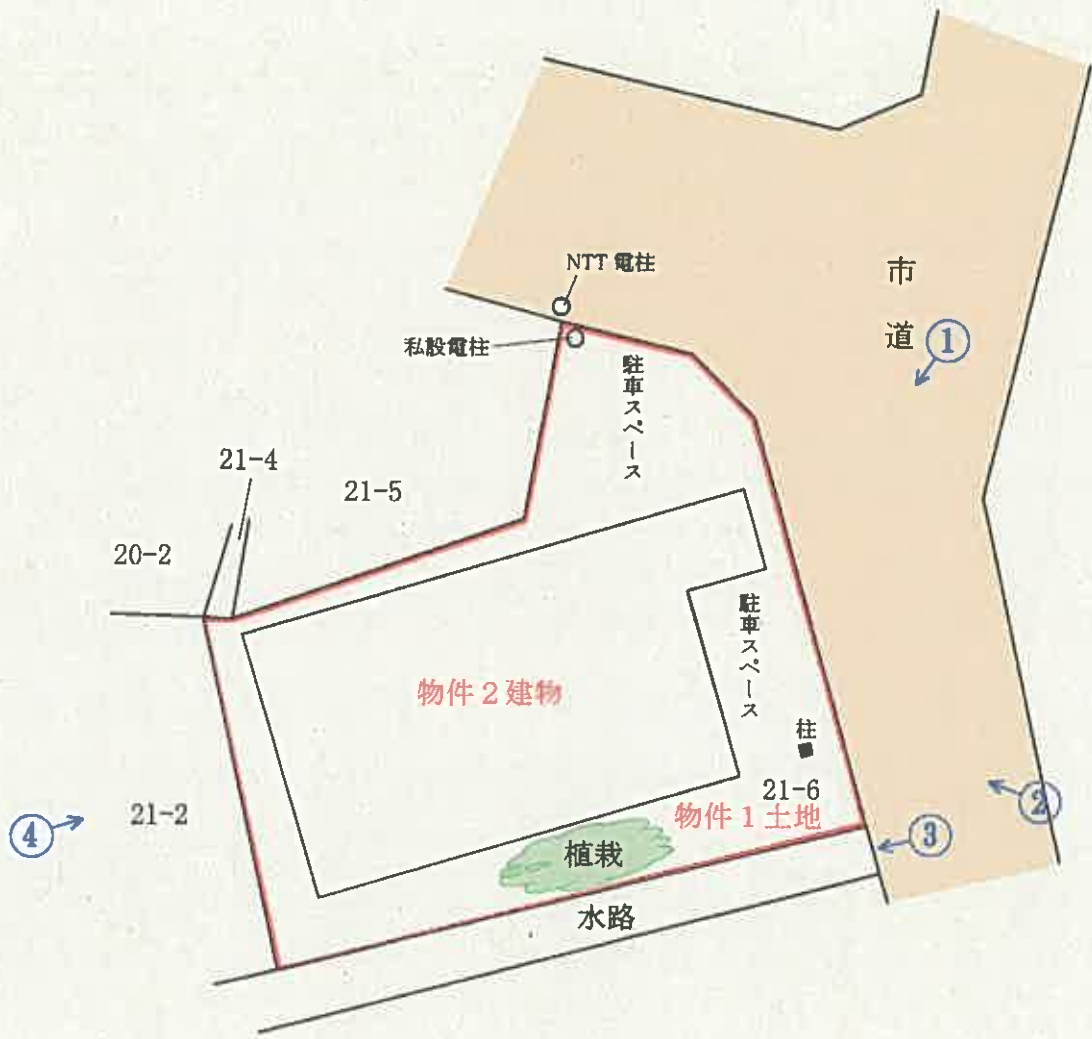 NTT 電柱
市道
①
私設電柱
駐車スペース
21-4
21-5
20-2
駐車スペース
物件2建物
柱
21-6
物件1土地
②
③
④
21-2
植栽
水路